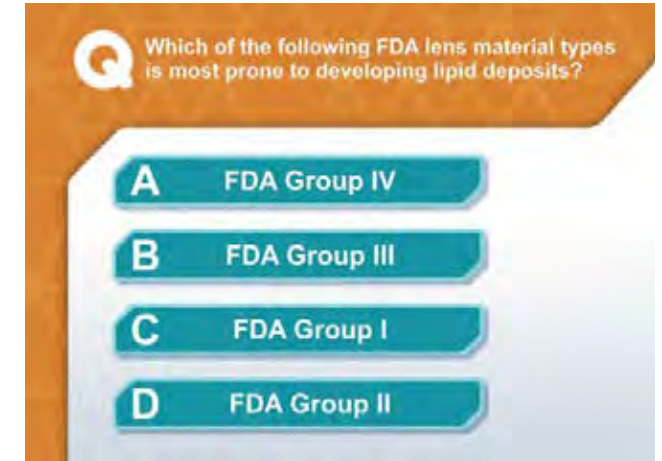 Q
Which of the following FDA lens material types
is most prone to developing lipid deposits?
A FDA Group IV
B FDA Group III
C FDA Group I
D FDA Group II